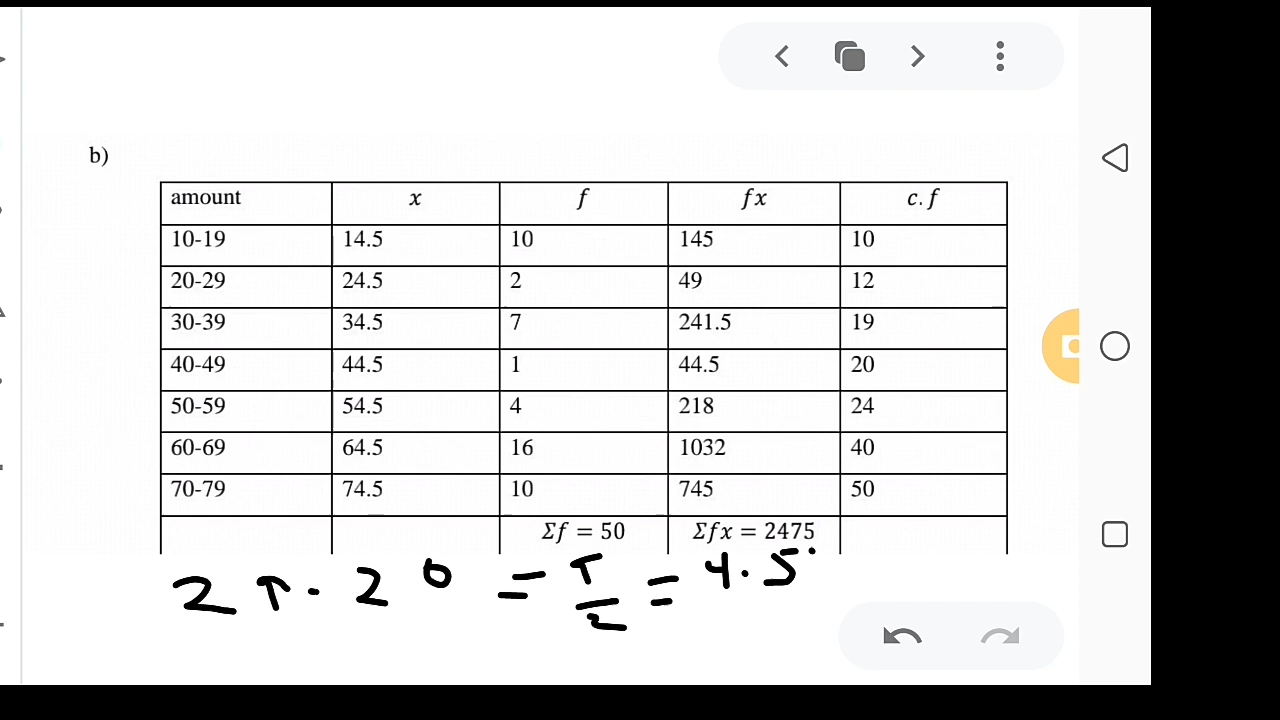 b)
amount x f fx c.f
10-19 14.5 10 145 10
20-29 24.5 2 49 12
30-39 34.5 7 241.5 19
40-49 44.5 1 44.5 20
50-59 54.5 4 218 24
60-69 64.5 16 1032 40
70-79 74.5 10 745 50
Σf = 50 Σfx = 2475